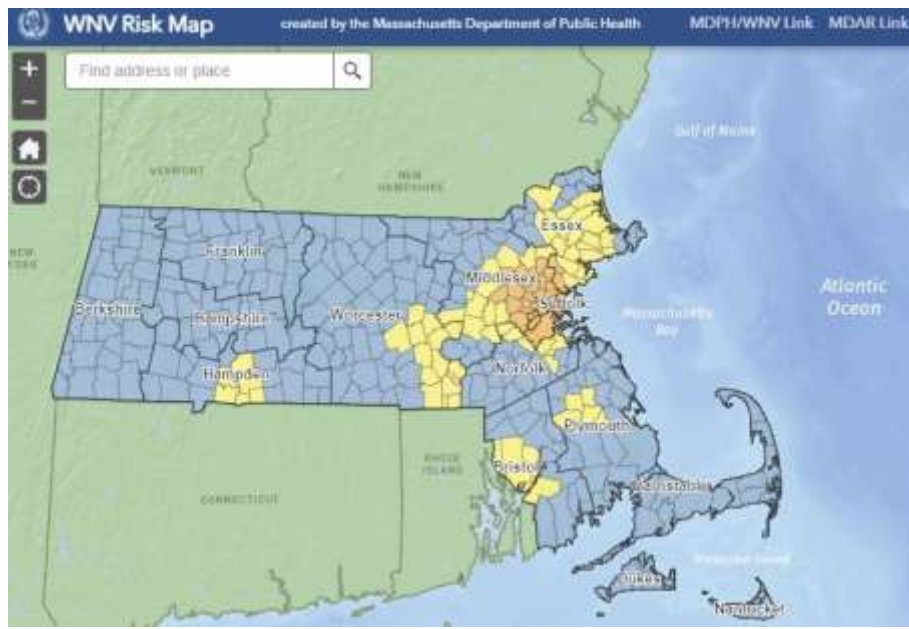 WNV Risk Map
created by the Massachusetts Department of Public Health
MDPH/WNV Link
MDAR Link
+
Find address or place
−
Gulf of Maine
VERMONT
NEW
HAMPSHIRE
Essex
Franklin
NEW
Middlesex
Berkshire
Hampshire
Worcester
Suffolk
Massachusetts
Bay
Atlantic
Ocean
Hampden
Norfolk
Plymouth
RHODE
ISLAND
Bristol
CONNECTICUT
Barnstable
Dukes
Nantucket